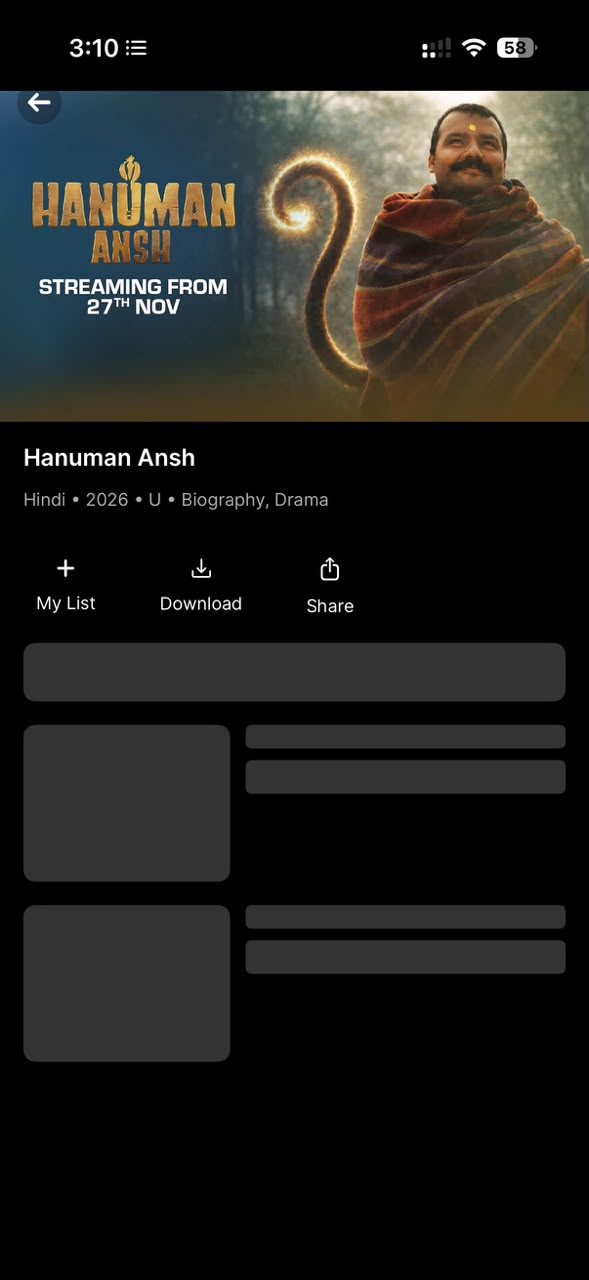 3:10
58
HANUMAN
ANSH
STREAMING FROM
27TH NOV
Hanuman Ansh
Hindi • 2026 • U • Biography, Drama
My List
Download
Share